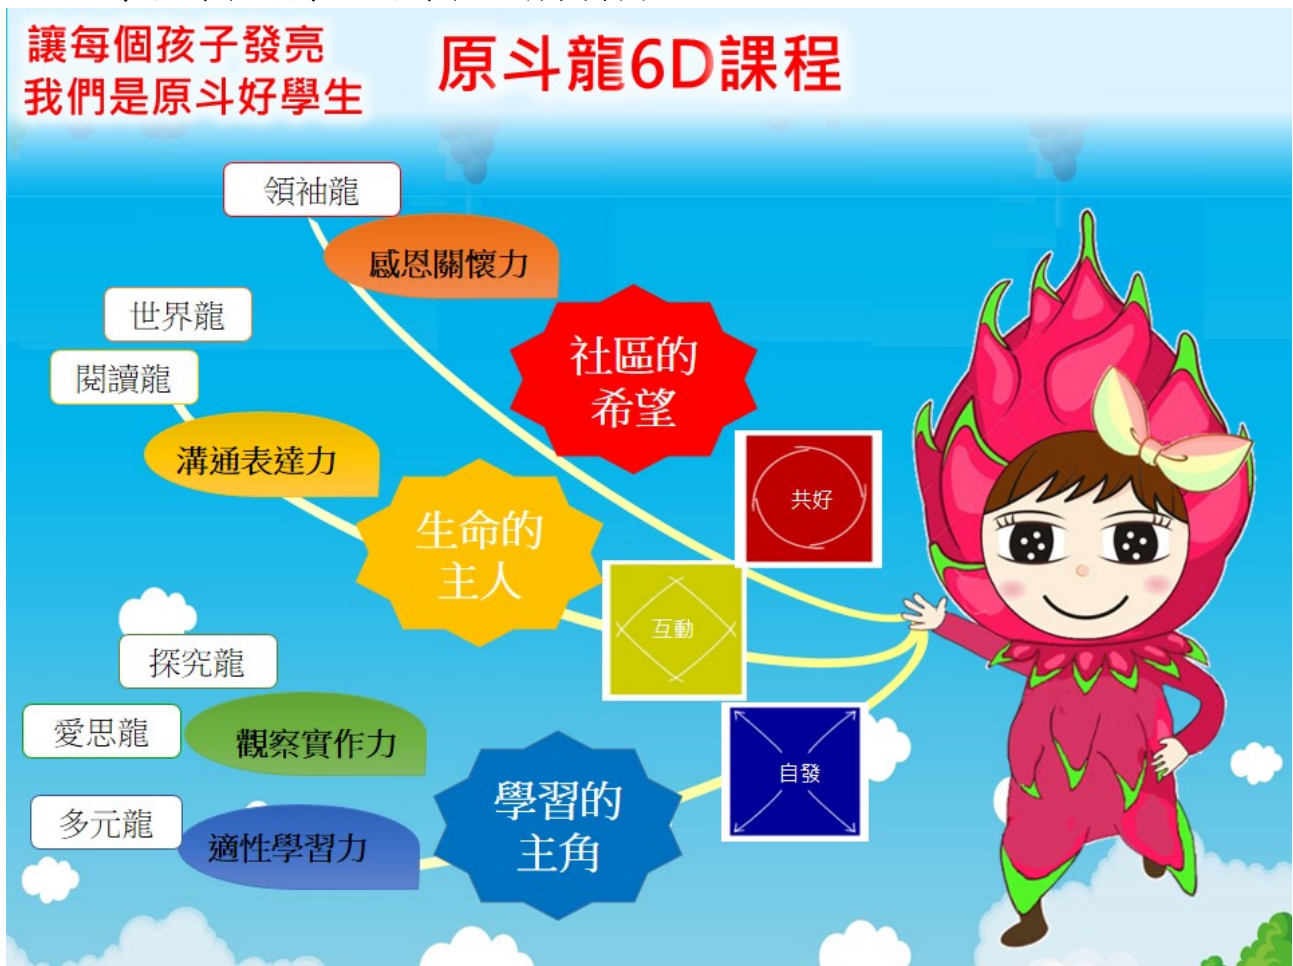 讓每個孩子發亮
我們是原斗好學生
原斗龍6D課程
領袖龍
感恩關懷力
社區的
希望
共好
世界龍
閱讀龍
溝通表達力
生命的
主人
互動
探究龍
愛思龍
觀察實作力
多元龍
適性學習力
學習的
主角
自發